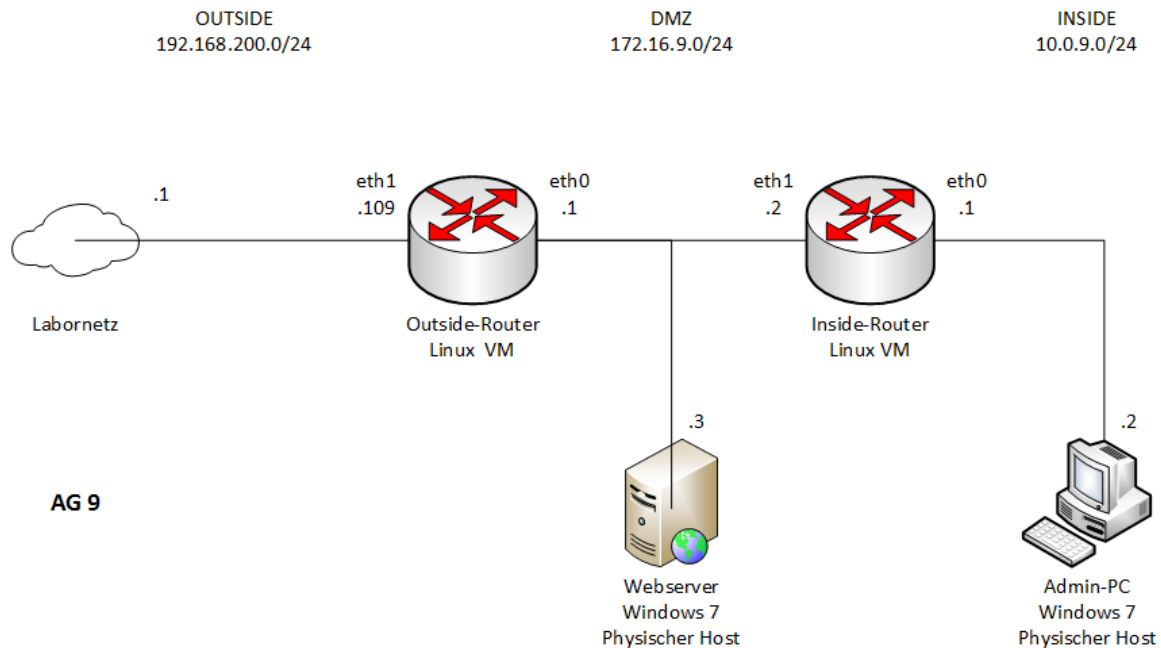 OUTSIDE
192.168.200.0/24
DMZ
172.16.9.0/24
INSIDE
10.0.9.0/24
.1
eth1
.109
eth0
.1
eth1
.2
eth0
.1
Labornetz
Outside-Router
Linux VM
Inside-Router
Linux VM
.3
.2
AG 9
Webserver
Windows 7
Physischer Host
Admin-PC
Windows 7
Physischer Host